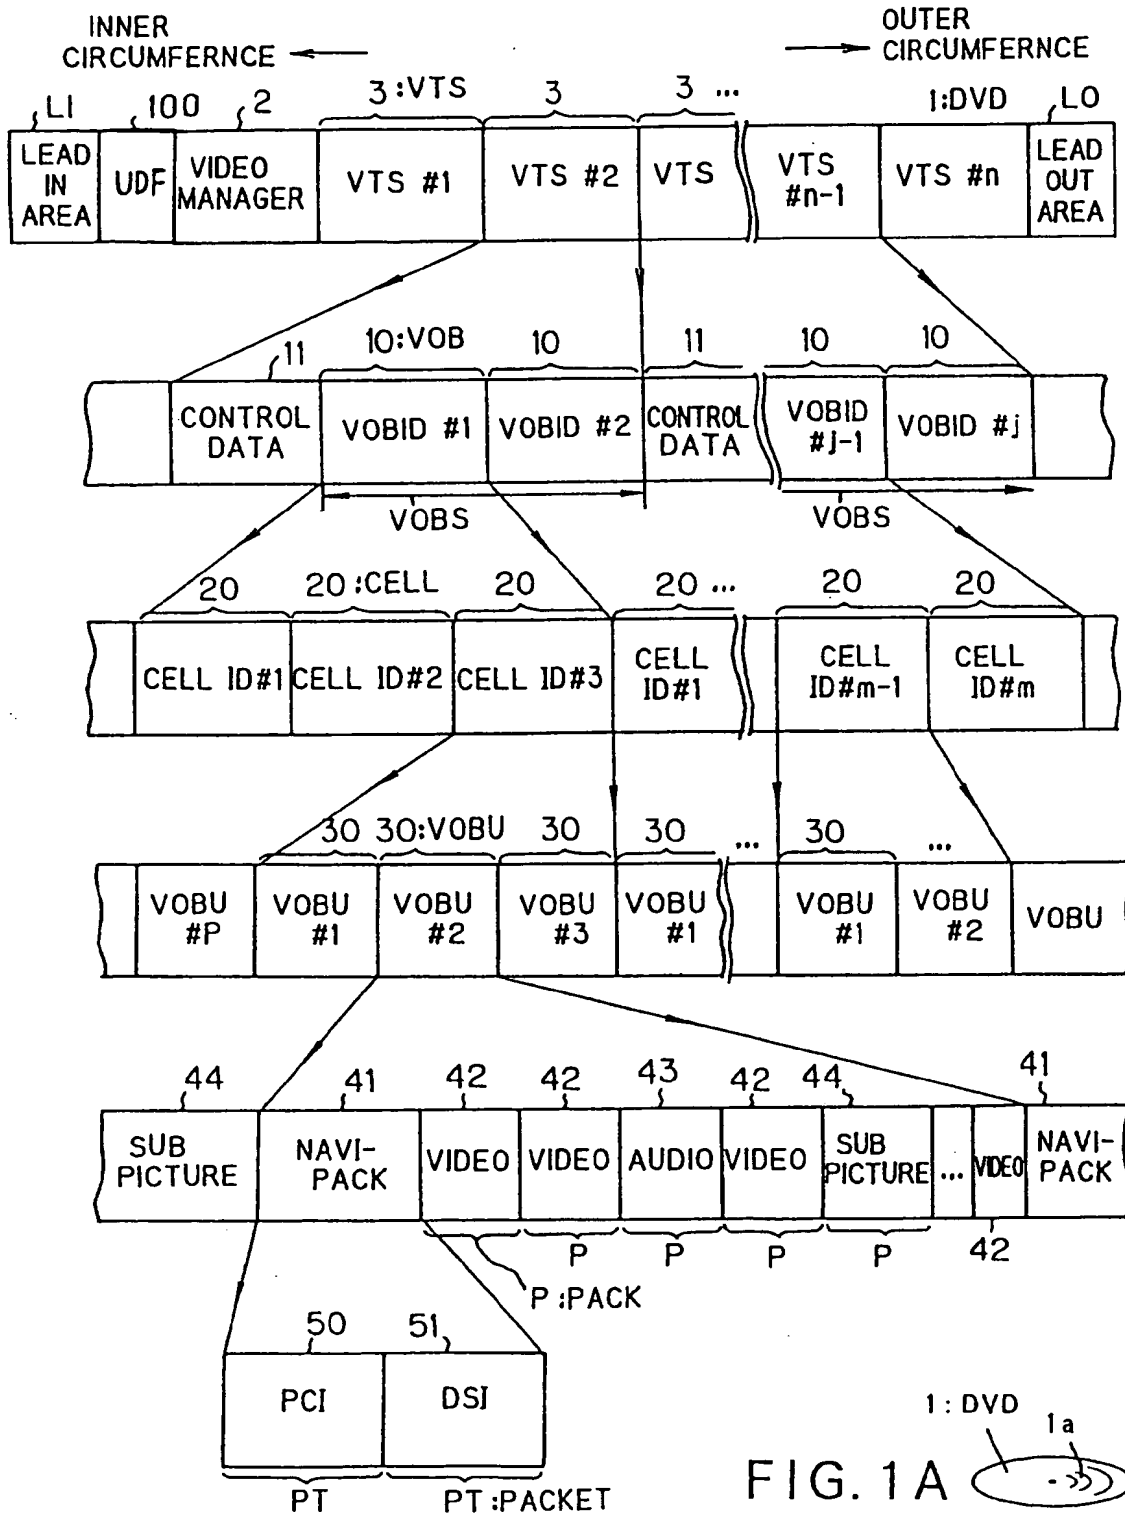 INNER
CIRCUMFERNCE
OUTER
CIRCUMFERNCE
LI 100 2 3:VTS 3 3 ... 1:DVD LO
LEAD
IN
AREA
UDF
VIDEO
MANAGER
VTS #1
VTS #2
VTS
VTS
#n-1
VTS #n
LEAD
OUT
AREA
11 10:VOB 10 11 10 10
CONTROL
DATA
VOBID #1
VOBID #2
CONTROL
DATA
VOBID
#j-1
VOBID #j
VOBS
VOBS
20 20:CELL 20 20 ... 20 20
CELL ID#1
CELL ID#2
CELL ID#3
CELL
ID#1
CELL
ID#m-1
CELL
ID#m
30 30:VOBU 30 30 ... 30 ...
VOBU
#P
VOBU
#1
VOBU
#2
VOBU
#3
VOBU
#1
VOBU
#1
VOBU
#2
VOBU
44 41 42 42 43 42 44 41
SUB
PICTURE
NAVI-
PACK
VIDEO
VIDEO
AUDIO
VIDEO
SUB
PICTURE
...
VIDEO
NAVI-
PACK
P P P P 42
P:PACK
50 51
PCI
DSI
PT PT:PACKET
1:DVD
1a
FIG. 1A